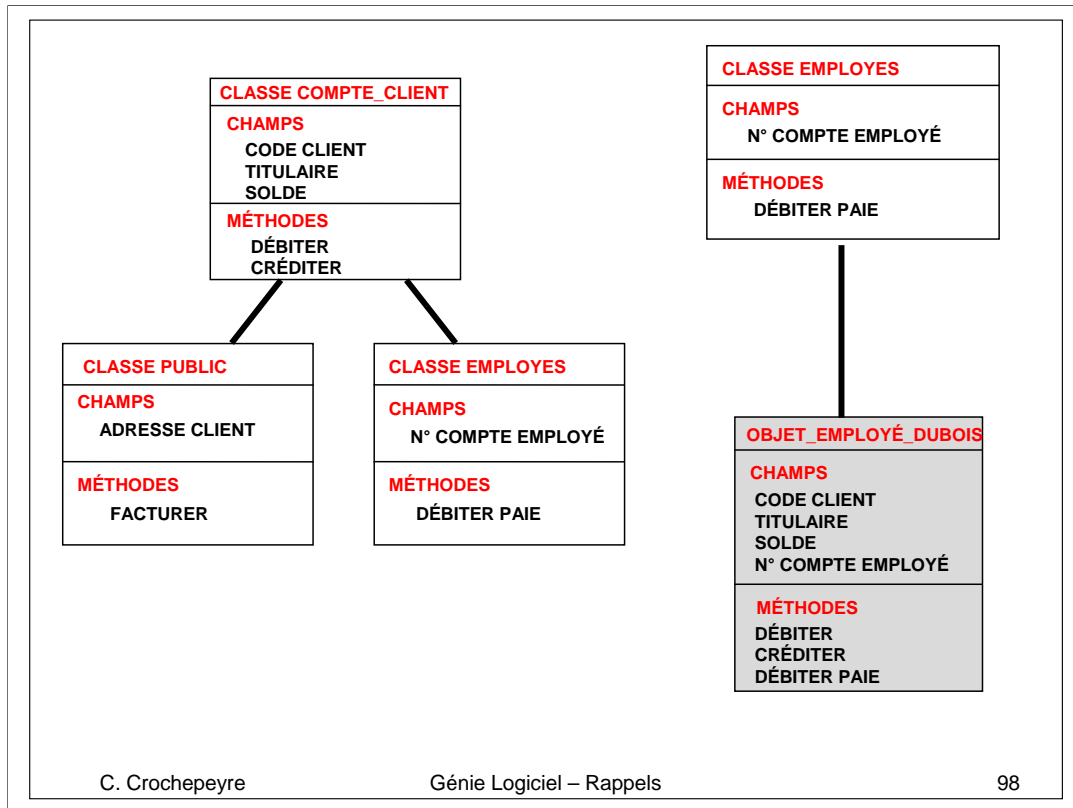 CLASSE COMPTE_CLIENT
CHAMPS
CODE CLIENT
TITULAIRE
SOLDE
MÉTHODES
DÉBITER
CRÉDITER
CLASSE PUBLIC
CHAMPS
ADRESSE CLIENT
MÉTHODES
FACTURER
CLASSE EMPLOYES
CHAMPS
N° COMPTE EMPLOYÉ
MÉTHODES
DÉBITER PAIE
CLASSE EMPLOYES
CHAMPS
N° COMPTE EMPLOYÉ
MÉTHODES
DÉBITER PAIE
OBJET_EMPLOYÉ_DUBOIS
CHAMPS
CODE CLIENT
TITULAIRE
SOLDE
N° COMPTE EMPLOYÉ
MÉTHODES
DÉBITER
CRÉDITER
DÉBITER PAIE
C. Crochepeyre Génie Logiciel – Rappels 98